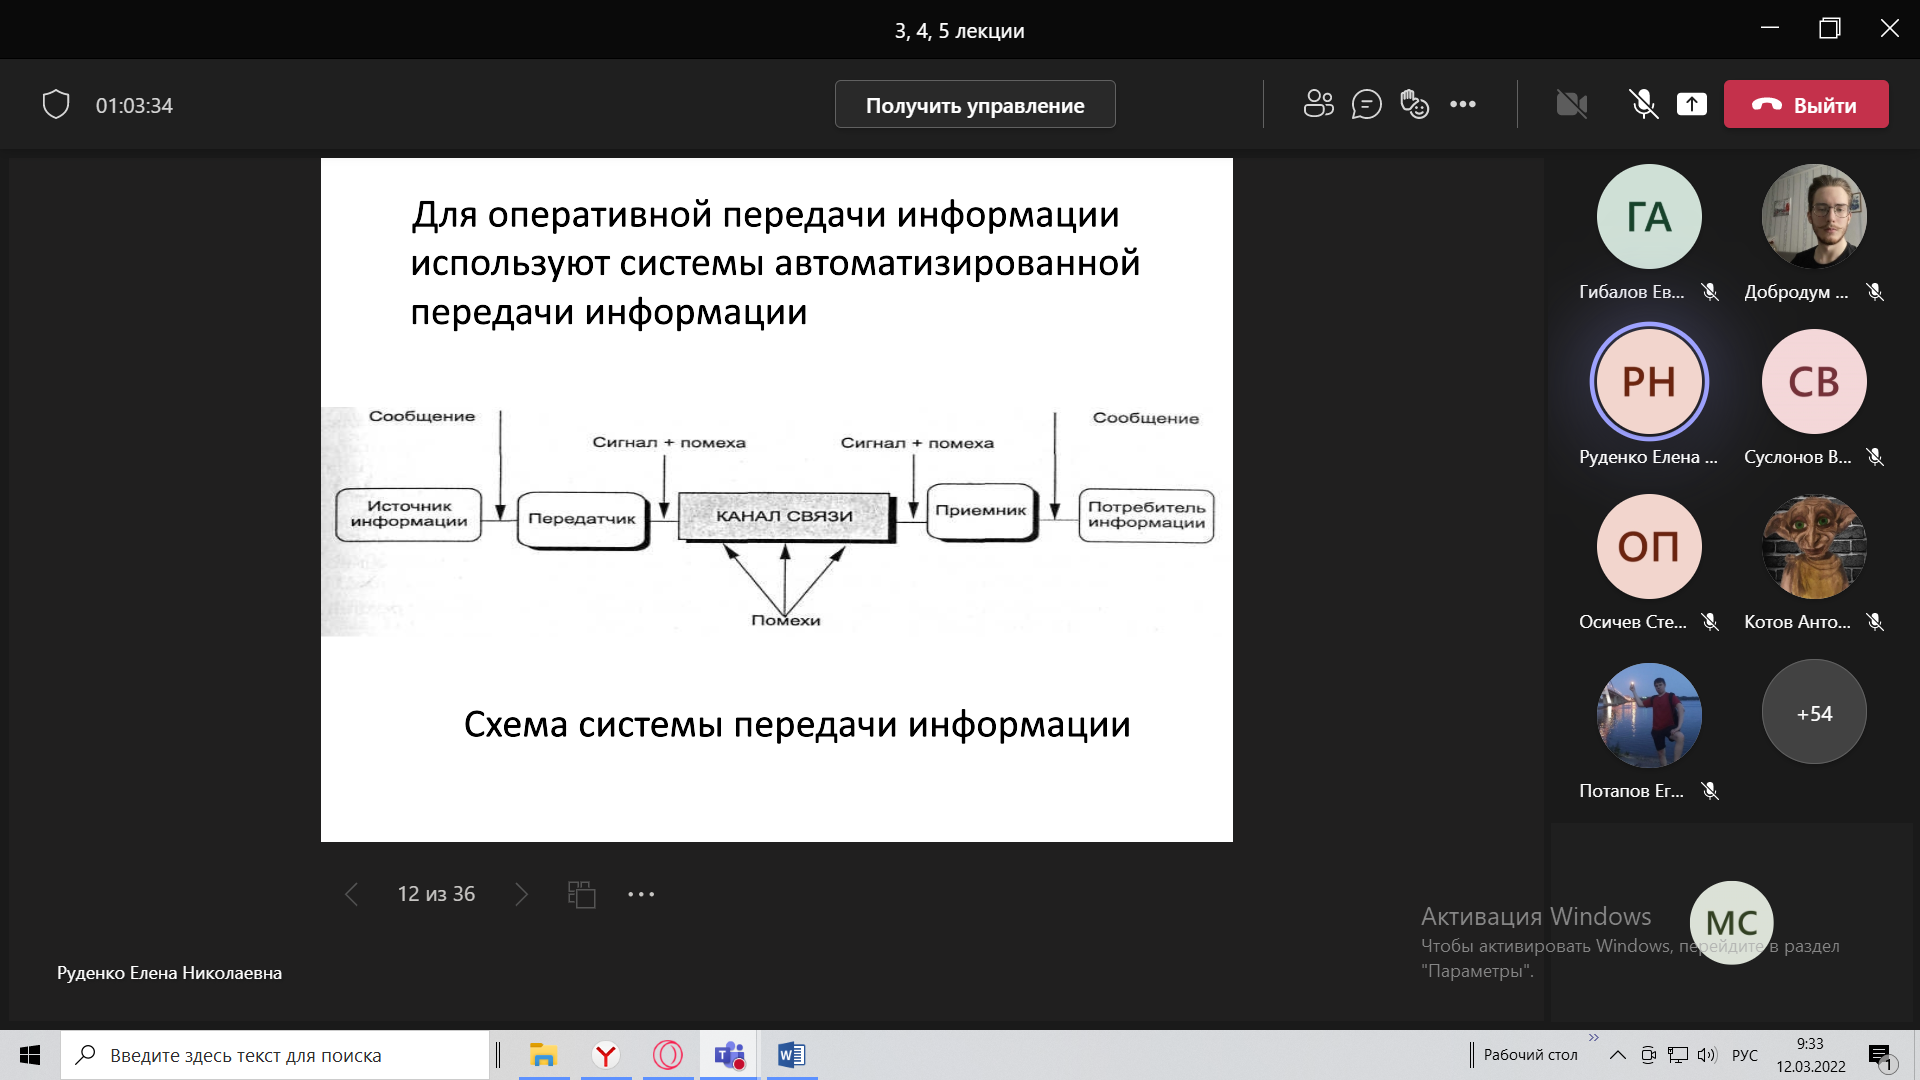 3, 4, 5 лекции
01:03:34
Получить управление
Выйти
Для оперативной передачи информации
используют системы автоматизированной
передачи информации
Сообщение
Сообщение
Сигнал + помеха
Сигнал + помеха
Источник
информации
Передатчик
КАНАЛ СВЯЗИ
Приемник
Потребитель
информации
Помехи
Схема системы передачи информации
12 из 36
Руденко Елена Николаевна
ГА
Гибалов Ев...
Добродум ...
РН
Руденко Елена ...
СВ
Суслонов В...
ОП
Осичев Сте...
Котов Анто...
Потапов Ег...
+54
МС
Активация Windows
Чтобы активировать Windows, перейдите в раздел
"Параметры".
Введите здесь текст для поиска
Рабочий стол
РУС
9:33
12.03.2022
1